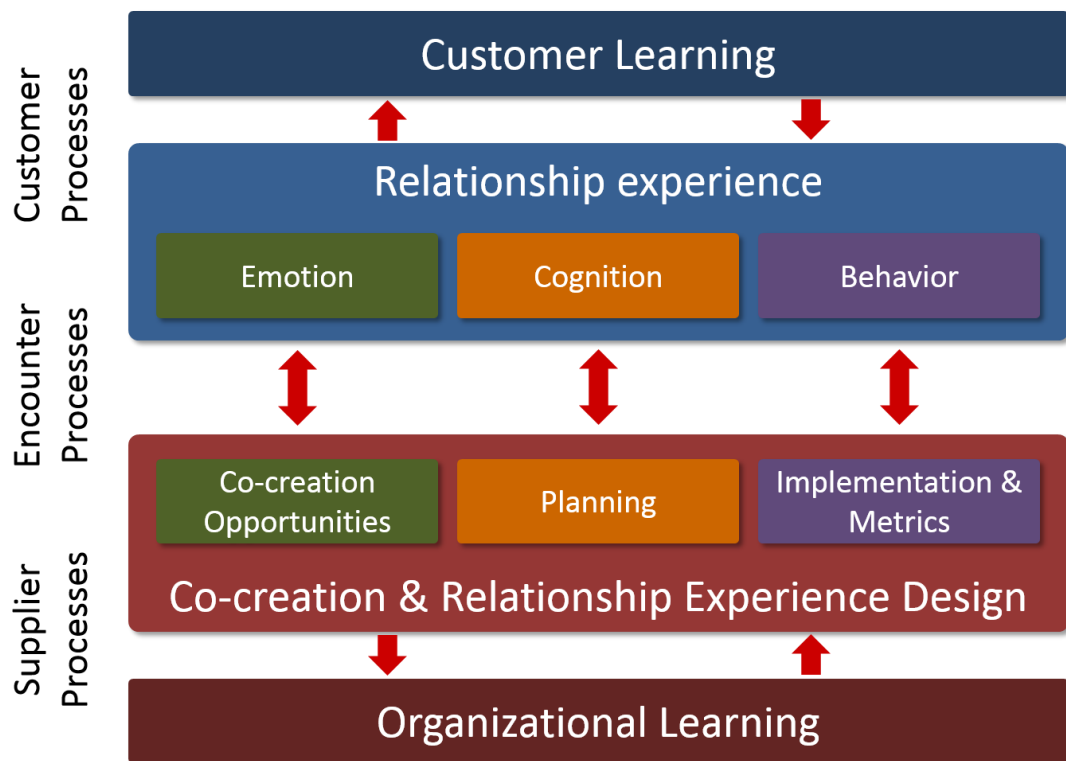 Customer
Processes
Customer Learning
Relationship experience
Emotion
Cognition
Behavior
Encounter
Processes
Co-creation
Opportunities
Planning
Implementation &
Metrics
Co-creation & Relationship Experience Design
Supplier
Processes
Organizational Learning